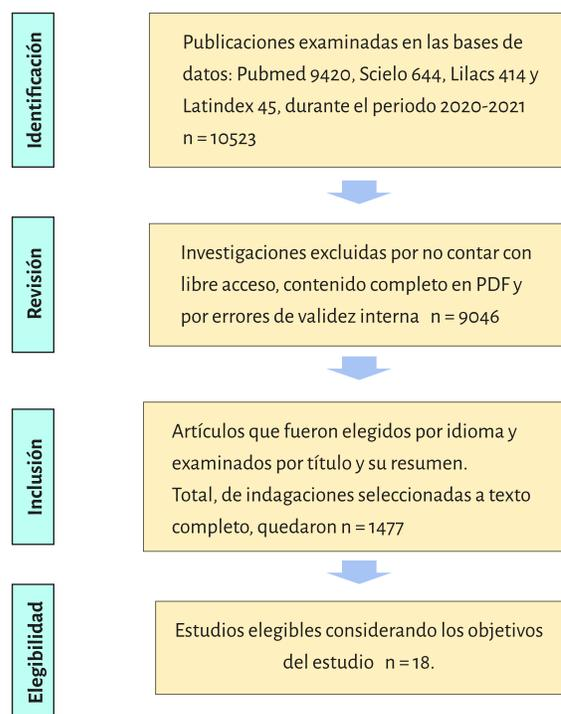 Identificación
Publicaciones examinadas en las bases de
datos: Pubmed 9420, Scielo 644, Lilacs 414 y
Latindex 45, durante el periodo 2020-2021
n = 10523
Revisión
Investigaciones excluidas por no contar con
libre acceso, contenido completo en PDF y
por errores de validez interna n = 9046
Inclusión
Artículos que fueron elegidos por idioma y
examinados por título y su resumen.
Total, de indagaciones seleccionadas a texto
completo, quedaron n = 1477
Elegibilidad
Estudios elegibles considerando los objetivos
del estudio n = 18.